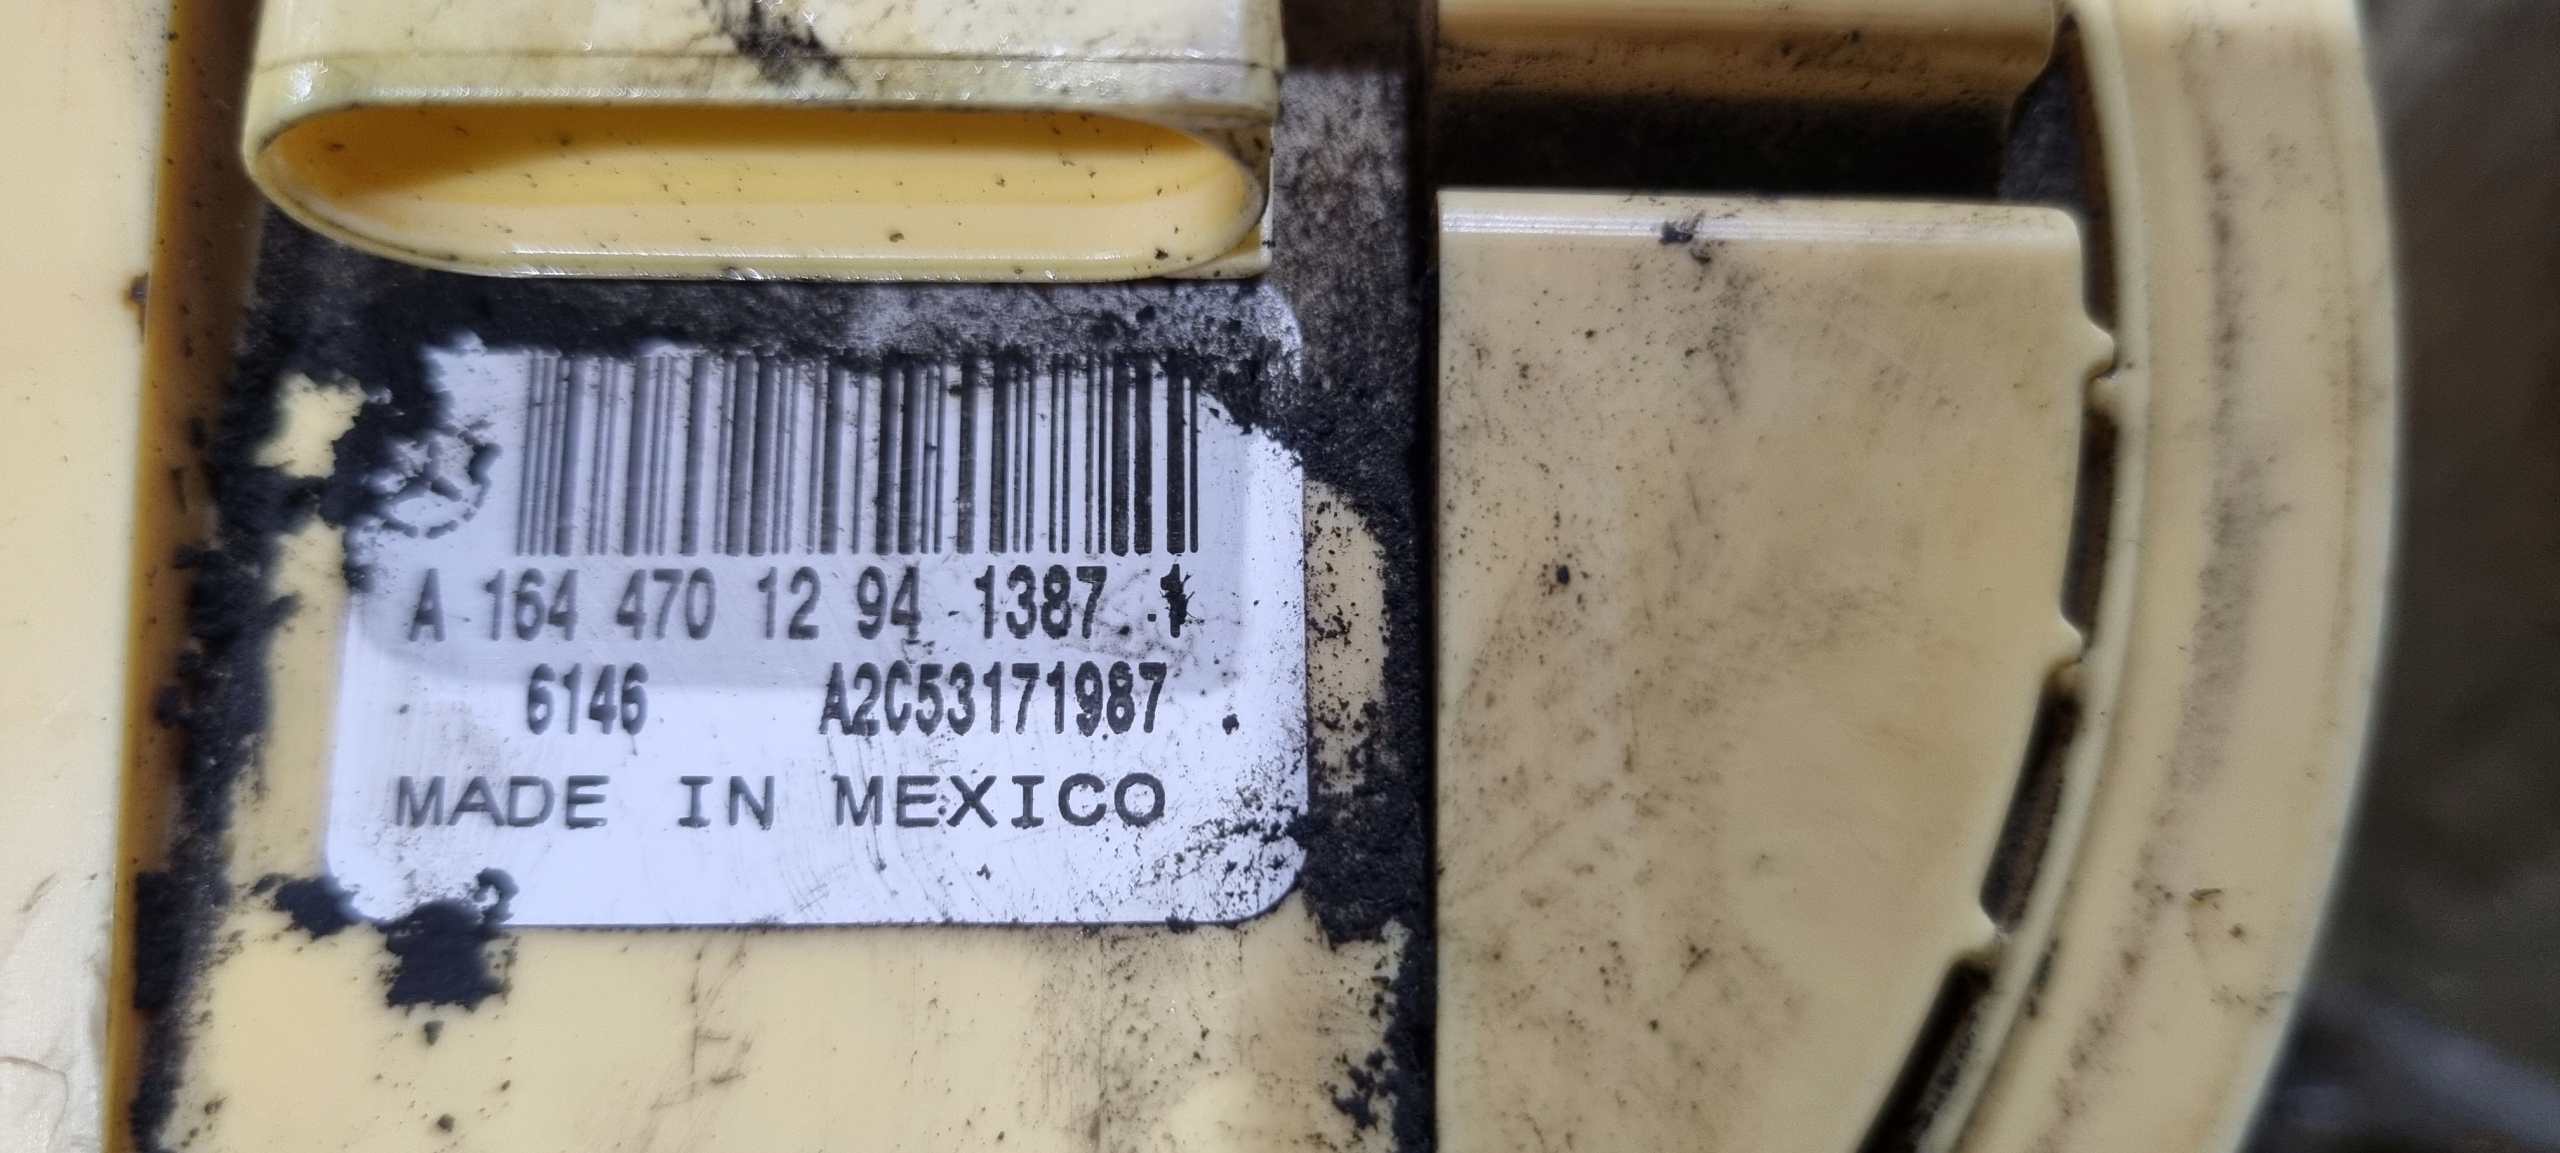 A 164 470 12 94 1387 1
6146 A2C53171987
MADE IN MEXICO